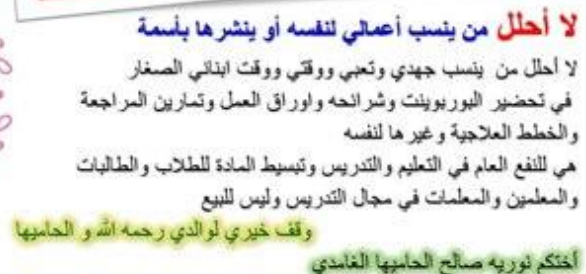 لا أحلل من ينسب أعمالي لنفسه أو ينشرها بأسمة
لا أحلل من ينسب جهدي وتعبي ووقتي ووقت ابنائي الصغار
في تحضير البوربوينت وشرائحه واوراق العمل وتمارين المراجعة
والخطط العلاجية وغيرها لنفسه
هي للنفع العام في التعليم والتدريس وتبسيط المادة للطلاب والطالبات
والمعلمين والمعلمات في مجال التدريس وليس للبيع
وقف خيري لوالدي رحمه الله و الحاميها
أختكم نوريه صالح الحاميها الغامدي